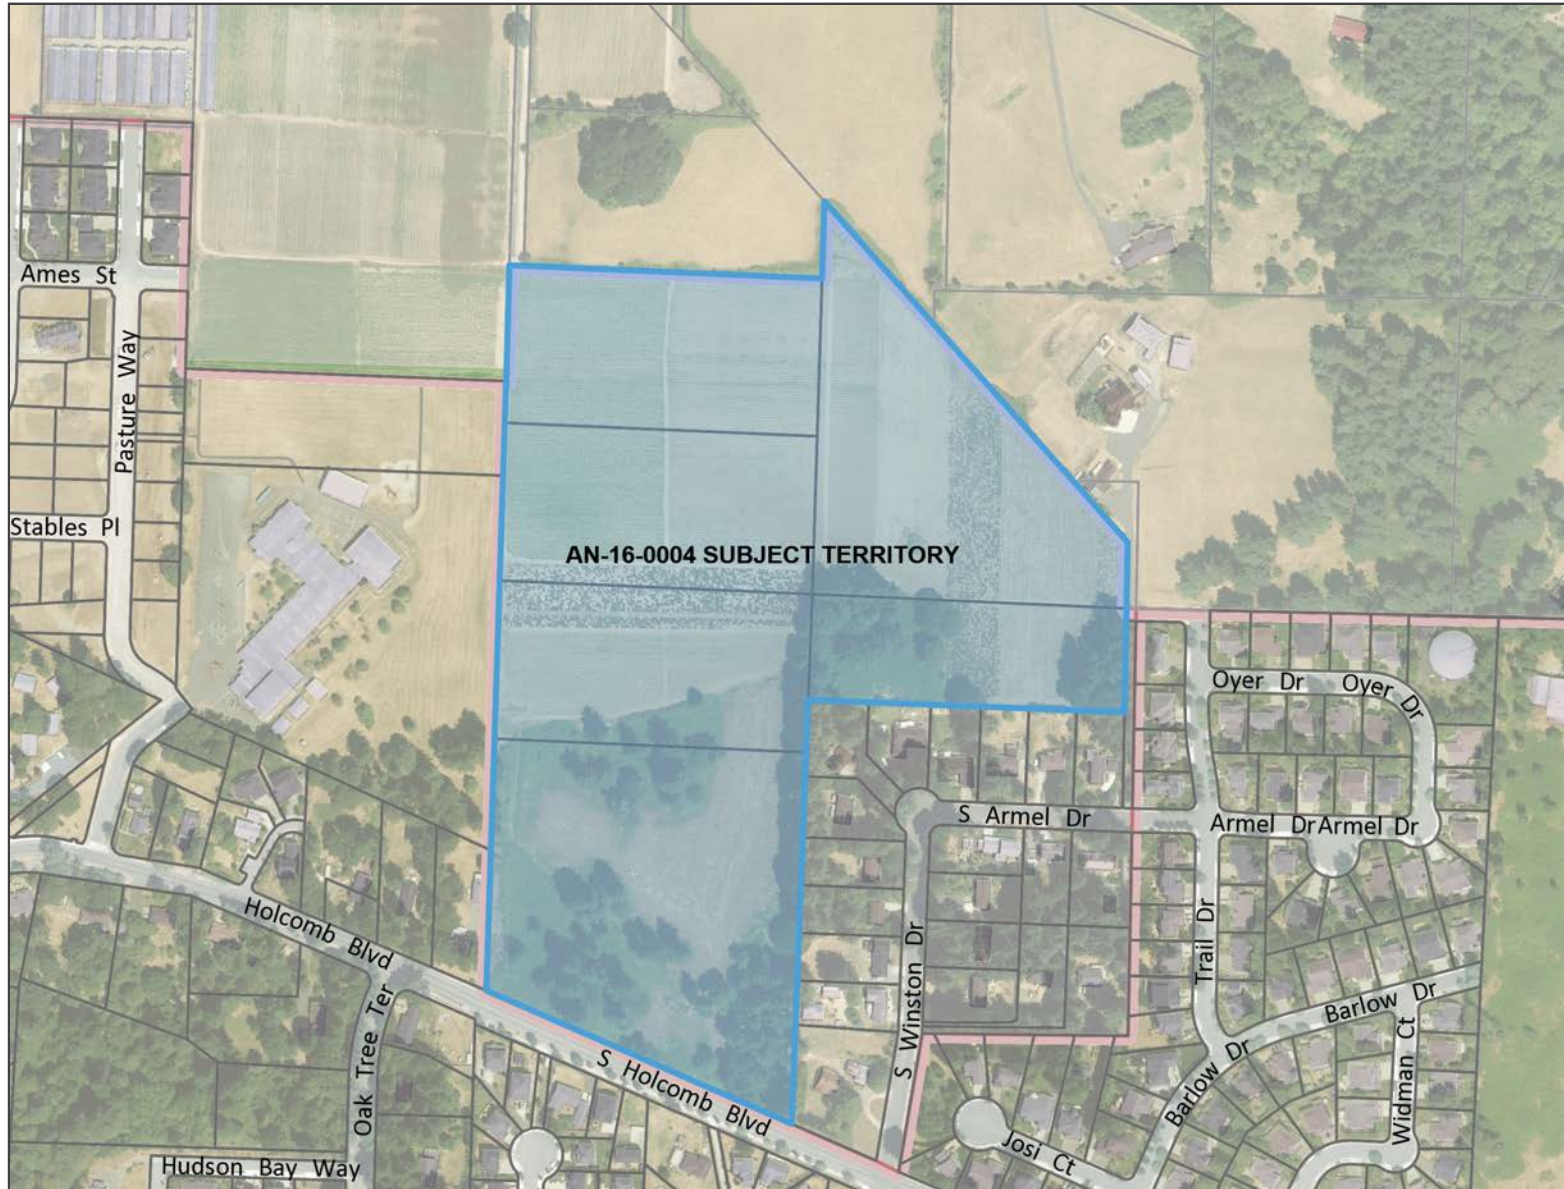 Ames St
Pasture Way
Stables Pl
AN-16-0004 SUBJECT TERRITORY
Oyer Dr
Oyer Dr
S Armel Dr
Armel Dr
Armel Dr
Holcomb Blvd
Trail Dr
S Winston Dr
Oak Tree Ter
Barlow Dr
S Holcomb Blvd
Barlow Dr
Widman Ct
Josi Ct
Hudson Bay Way